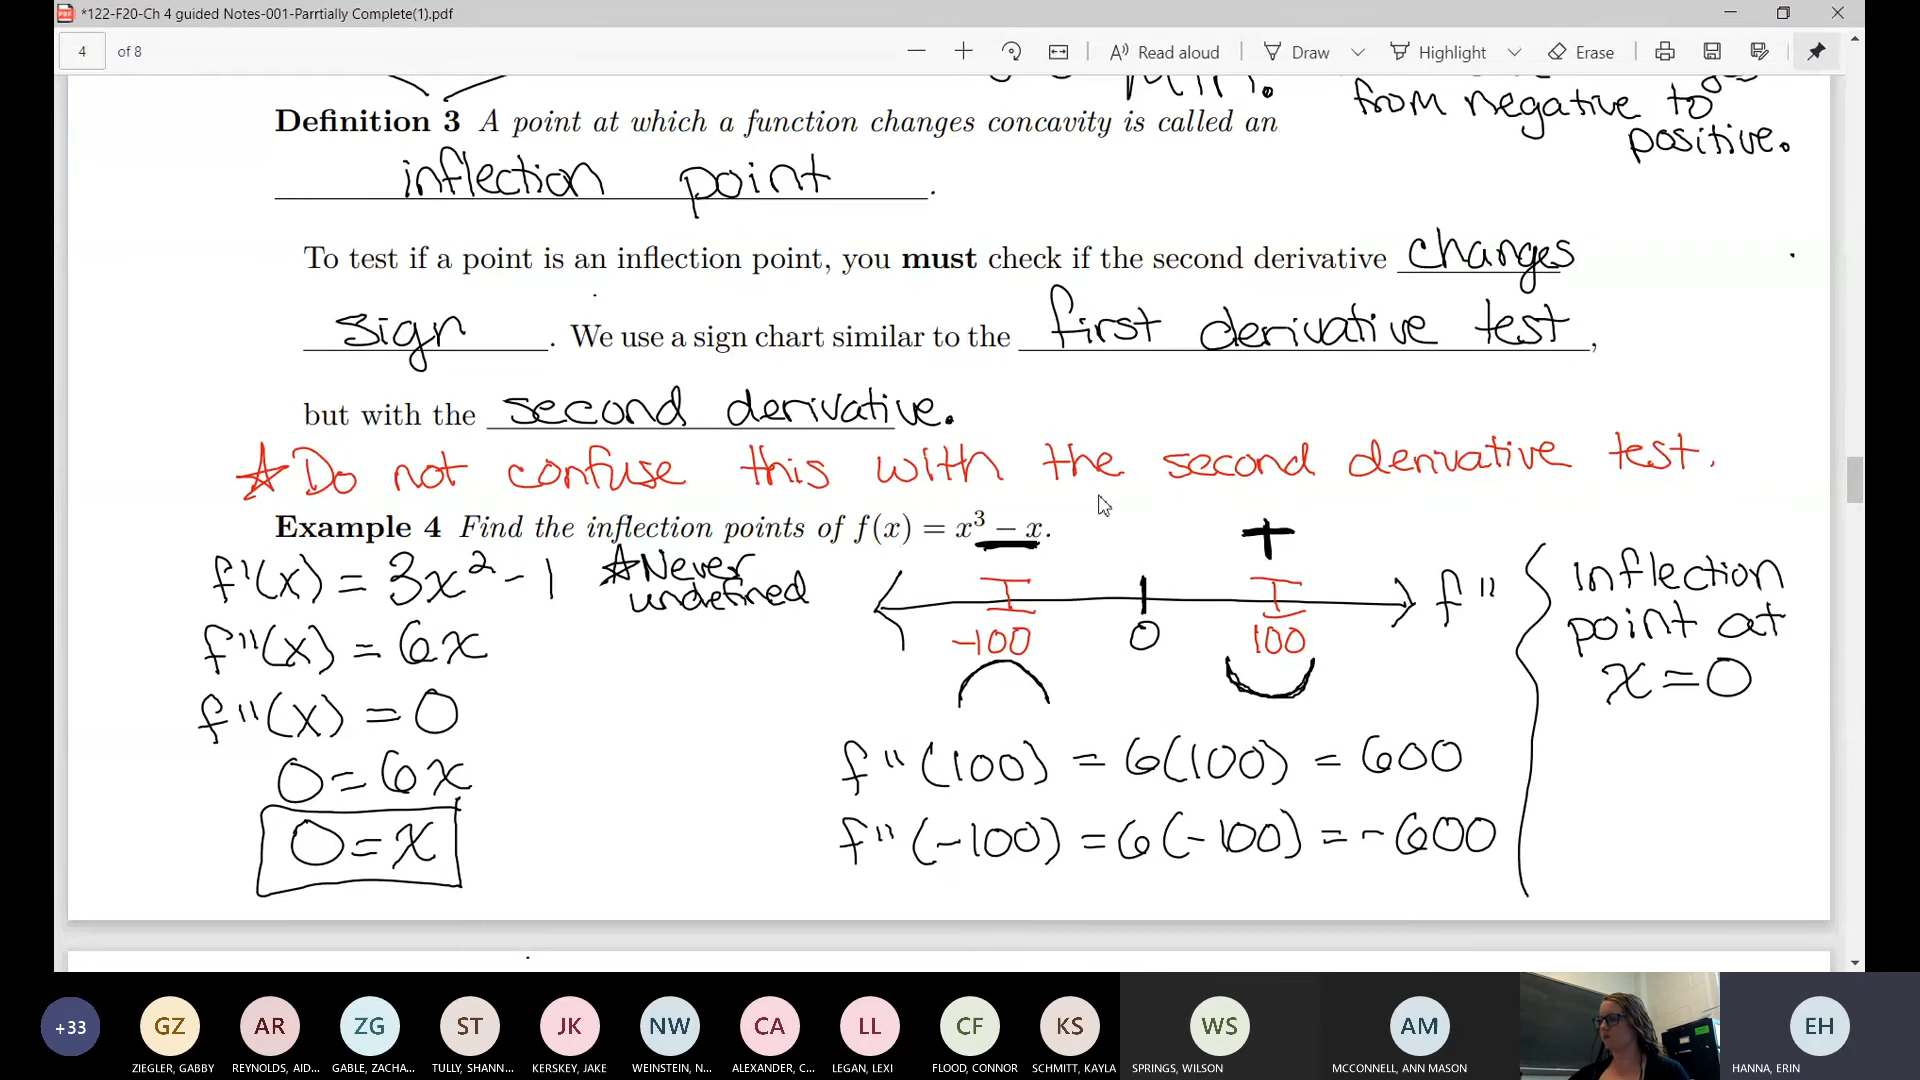 *122-F20-Ch 4 guided Notes-001-Parrtially Complete(1).pdf
4 of 8 Read aloud Draw Highlight Erase
min.
from negative to
positive.
Definition 3 A point at which a function changes concavity is called an
inflection point.
To test if a point is an inflection point, you must check if the second derivative changes
sign. We use a sign chart similar to the first derivative test,
but with the second derivative.
☆Do not confuse this with the second derivative test.
Example 4 Find the inflection points of f(x) = x³ − x.
f'(x) = 3x² - 1
☆Never
undefined
f''(x) = 6x
f''(x) = 0
0 = 6x
0 = x
− +
-100 0 100 f''
f''(100) = 6(100) = 600
f''(-100) = 6(-100) = -600
inflection
point at
x = 0
+33 GZ AR ZG ST JK NW CA LL CF KS WS AM EH
ZIEGLER, GABBY REYNOLDS, AID... GABLE, ZACHA... TULLY, SHANN... KERSKEY, JAKE WEINSTEIN, N... ALEXANDER, C... LEGAN, LEXI FLOOD, CONNOR SCHMITT, KAYLA SPRINGS, WILSON MCCONNELL, ANN MASON HANNA, ERIN